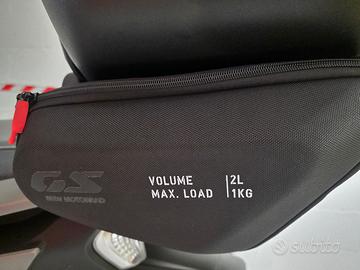 GS
BMW MOTORRAD
VOLUME | 2L
MAX. LOAD | 1KG
subito